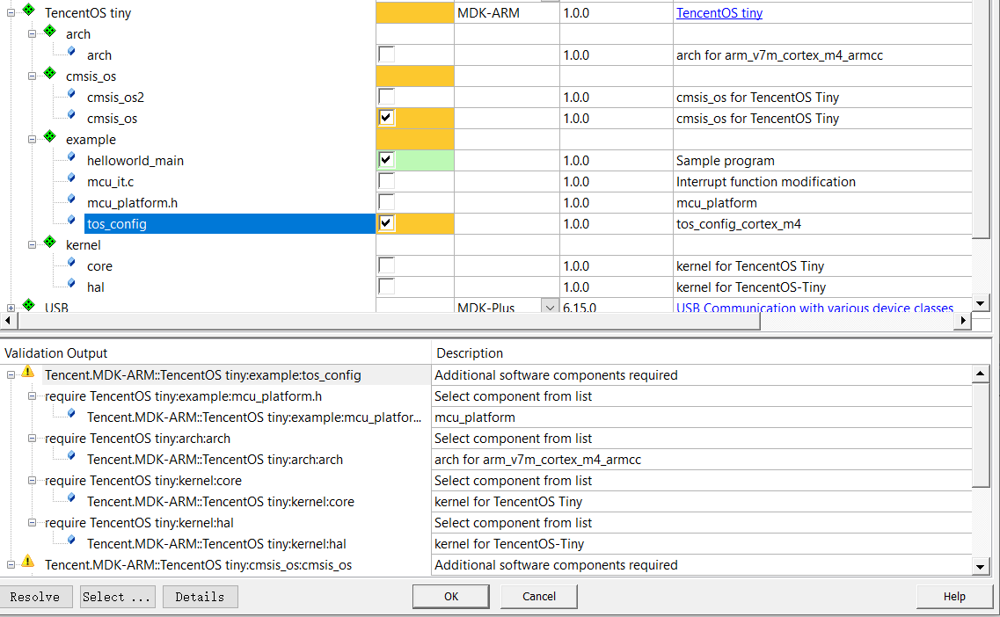 TencentOS tiny MDK-ARM 1.0.0 TencentOS tiny
arch
arch 1.0.0 arch for arm_v7m_cortex_m4_armcc
cmsis_os
cmsis_os2 1.0.0 cmsis_os for TencentOS Tiny
cmsis_os 1.0.0 cmsis_os for TencentOS Tiny
example
helloworld_main 1.0.0 Sample program
mcu_it.c 1.0.0 Interrupt function modification
mcu_platform.h 1.0.0 mcu_platform
tos_config 1.0.0 tos_config_cortex_m4
kernel
core 1.0.0 kernel for TencentOS Tiny
hal 1.0.0 kernel for TencentOS-Tiny
USB MDK-Plus 6.15.0 USB Communication with various device classes
Validation Output Description
Tencent.MDK-ARM::TencentOS tiny:example:tos_config Additional software components required
require TencentOS tiny:example:mcu_platform.h Select component from list
Tencent.MDK-ARM::TencentOS tiny:example:mcu_platfor... mcu_platform
require TencentOS tiny:arch:arch Select component from list
Tencent.MDK-ARM::TencentOS tiny:arch:arch arch for arm_v7m_cortex_m4_armcc
require TencentOS tiny:kernel:core Select component from list
Tencent.MDK-ARM::TencentOS tiny:kernel:core kernel for TencentOS Tiny
require TencentOS tiny:kernel:hal Select component from list
Tencent.MDK-ARM::TencentOS tiny:kernel:hal kernel for TencentOS-Tiny
Tencent.MDK-ARM::TencentOS tiny:cmsis_os:cmsis_os Additional software components required
Resolve Select ... Details OK Cancel Help